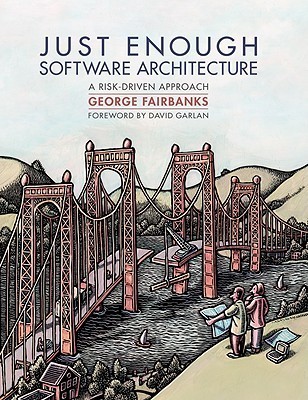 JUST ENOUGH
SOFTWARE ARCHITECTURE
A RISK-DRIVEN APPROACH
GEORGE FAIRBANKS
FOREWORD BY DAVID GARLAN